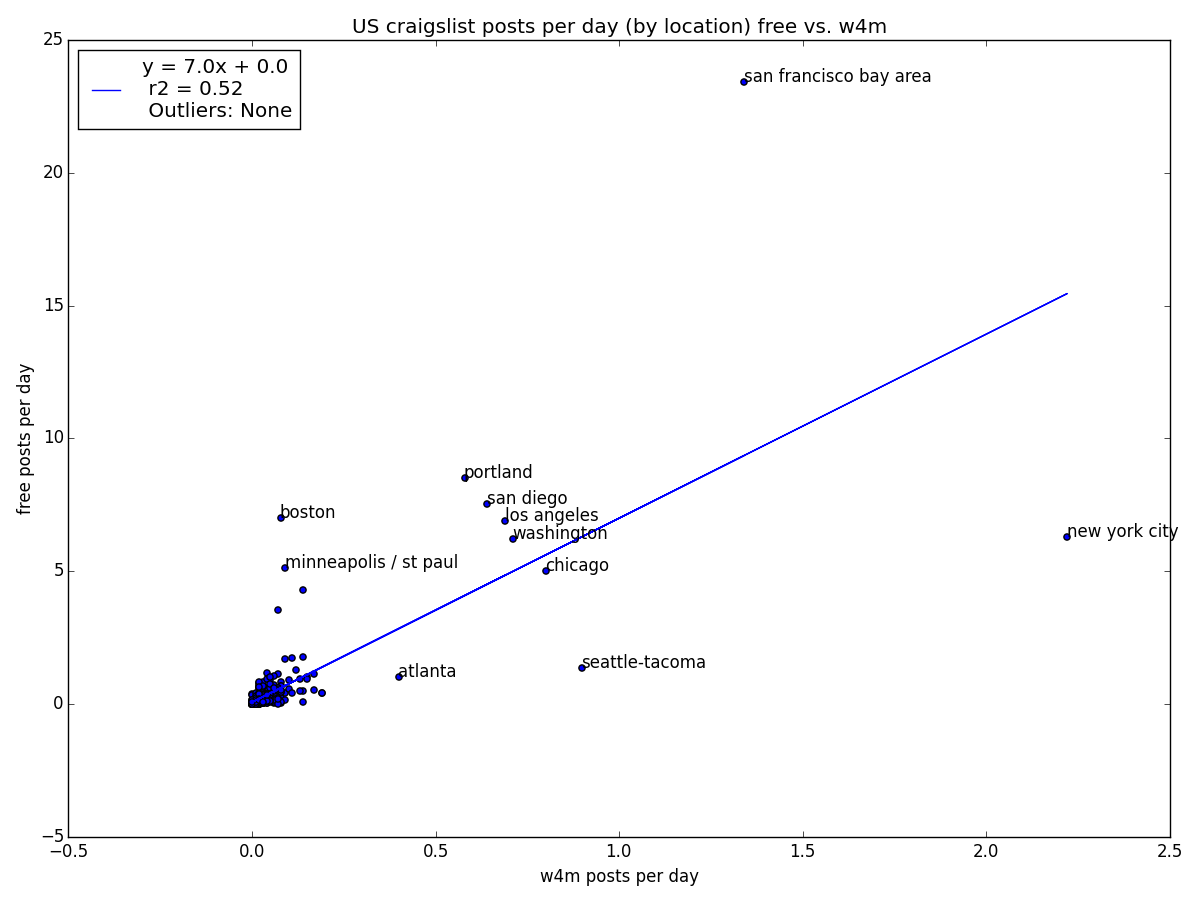 US craigslist posts per day (by location) free vs. w4m
25
20
15
10
5
0
−5
y = 7.0x + 0.0
r2 = 0.52
Outliers: None
san francisco bay area
portland
san diego
los angeles
boston
washington
new york city
minneapolis / st paul
chicago
seattle-tacoma
atlanta
free posts per day
−0.5 0.0 0.5 1.0 1.5 2.0 2.5
w4m posts per day